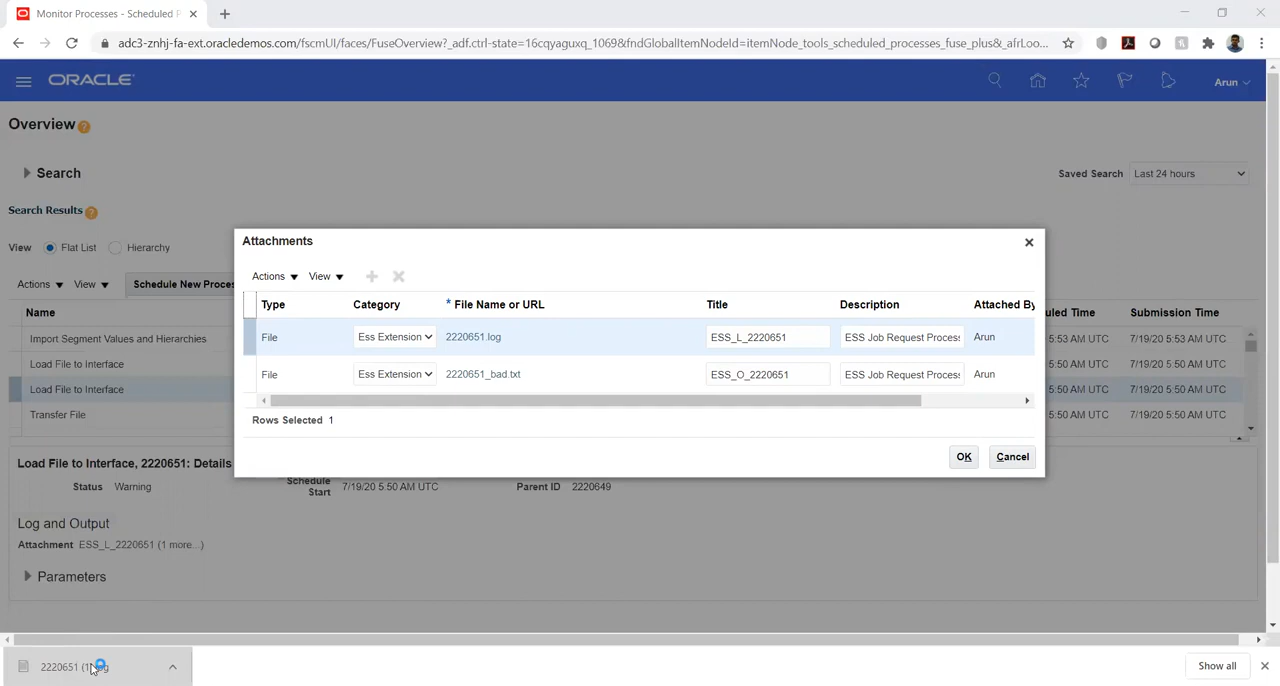 Monitor Processes - Scheduled P
adc3-znhj-fa-ext.oracledemos.com/fscmUI/faces/FuseOverview?_adf.ctrl-state=16cqyaguxq_1069&fndGlobalItemNodeId=itemNode_tools_scheduled_processes_fuse_plus&_afrLoo...
ORACLE
Arun
Overview
Search
Saved Search Last 24 hours
Search Results
View Flat List Hierarchy
Actions View Schedule New Proces
Name
Import Segment Values and Hierarchies
Load File to Interface
Load File to Interface
Transfer File
uled Time Submission Time
5:53 AM UTC 7/19/20 5:53 AM UTC
5:50 AM UTC 7/19/20 5:50 AM UTC
5:50 AM UTC 7/19/20 5:50 AM UTC
5:50 AM UTC 7/19/20 5:50 AM UTC
Attachments
Actions View
Type Category * File Name or URL Title Description Attached By
File Ess Extension 2220651.log ESS_L_2220651 ESS Job Request Process Arun
File Ess Extension 2220651_bad.txt ESS_O_2220651 ESS Job Request Process Arun
Rows Selected 1
OK Cancel
Load File to Interface, 2220651: Details
Status Warning
Schedule Start 7/19/20 5:50 AM UTC
Parent ID 2220649
Log and Output
Attachment ESS_L_2220651 (1 more...)
Parameters
2220651 (1).log
Show all